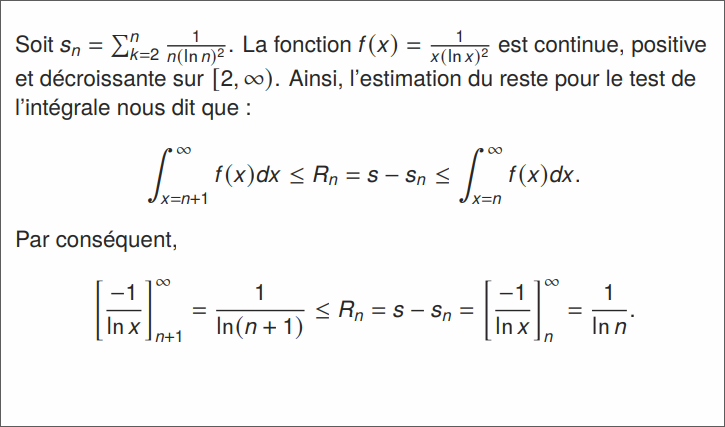 Soit $s_n = \sum_{k=2}^{n} \frac{1}{n(\ln n)^2}$. La fonction $f(x) = \frac{1}{x(\ln x)^2}$ est continue, positive
et décroissante sur $[2, \infty)$. Ainsi, l'estimation du reste pour le test de
l'intégrale nous dit que :
$\int_{x=n+1}^{\infty} f(x)dx \leq R_n = s - s_n \leq \int_{x=n}^{\infty} f(x)dx.$
Par conséquent,
$\left[\frac{-1}{\ln x}\right]_{n+1}^{\infty} = \frac{1}{\ln(n+1)} \leq R_n = s - s_n = \left[\frac{-1}{\ln x}\right]_{n}^{\infty} = \frac{1}{\ln n}.$